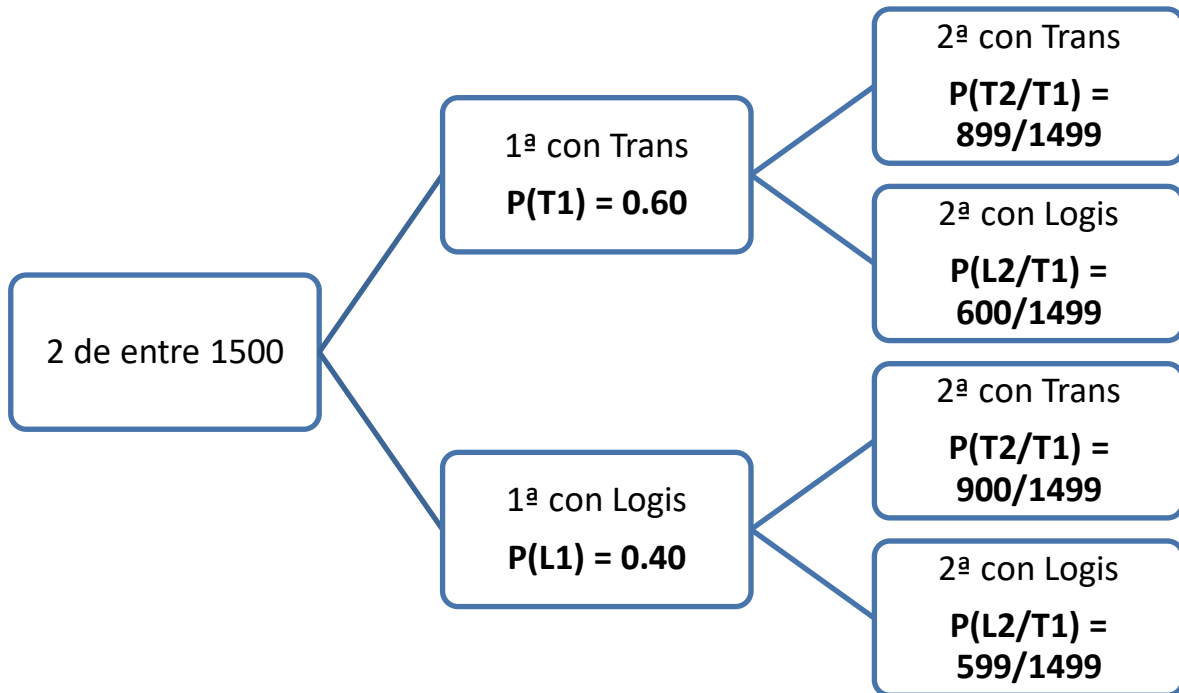 2 de entre 1500
1ª con Trans
P(T1) = 0.60
2ª con Trans
P(T2/T1) =
899/1499
2ª con Logis
P(L2/T1) =
600/1499
1ª con Logis
P(L1) = 0.40
2ª con Trans
P(T2/T1) =
900/1499
2ª con Logis
P(L2/T1) =
599/1499